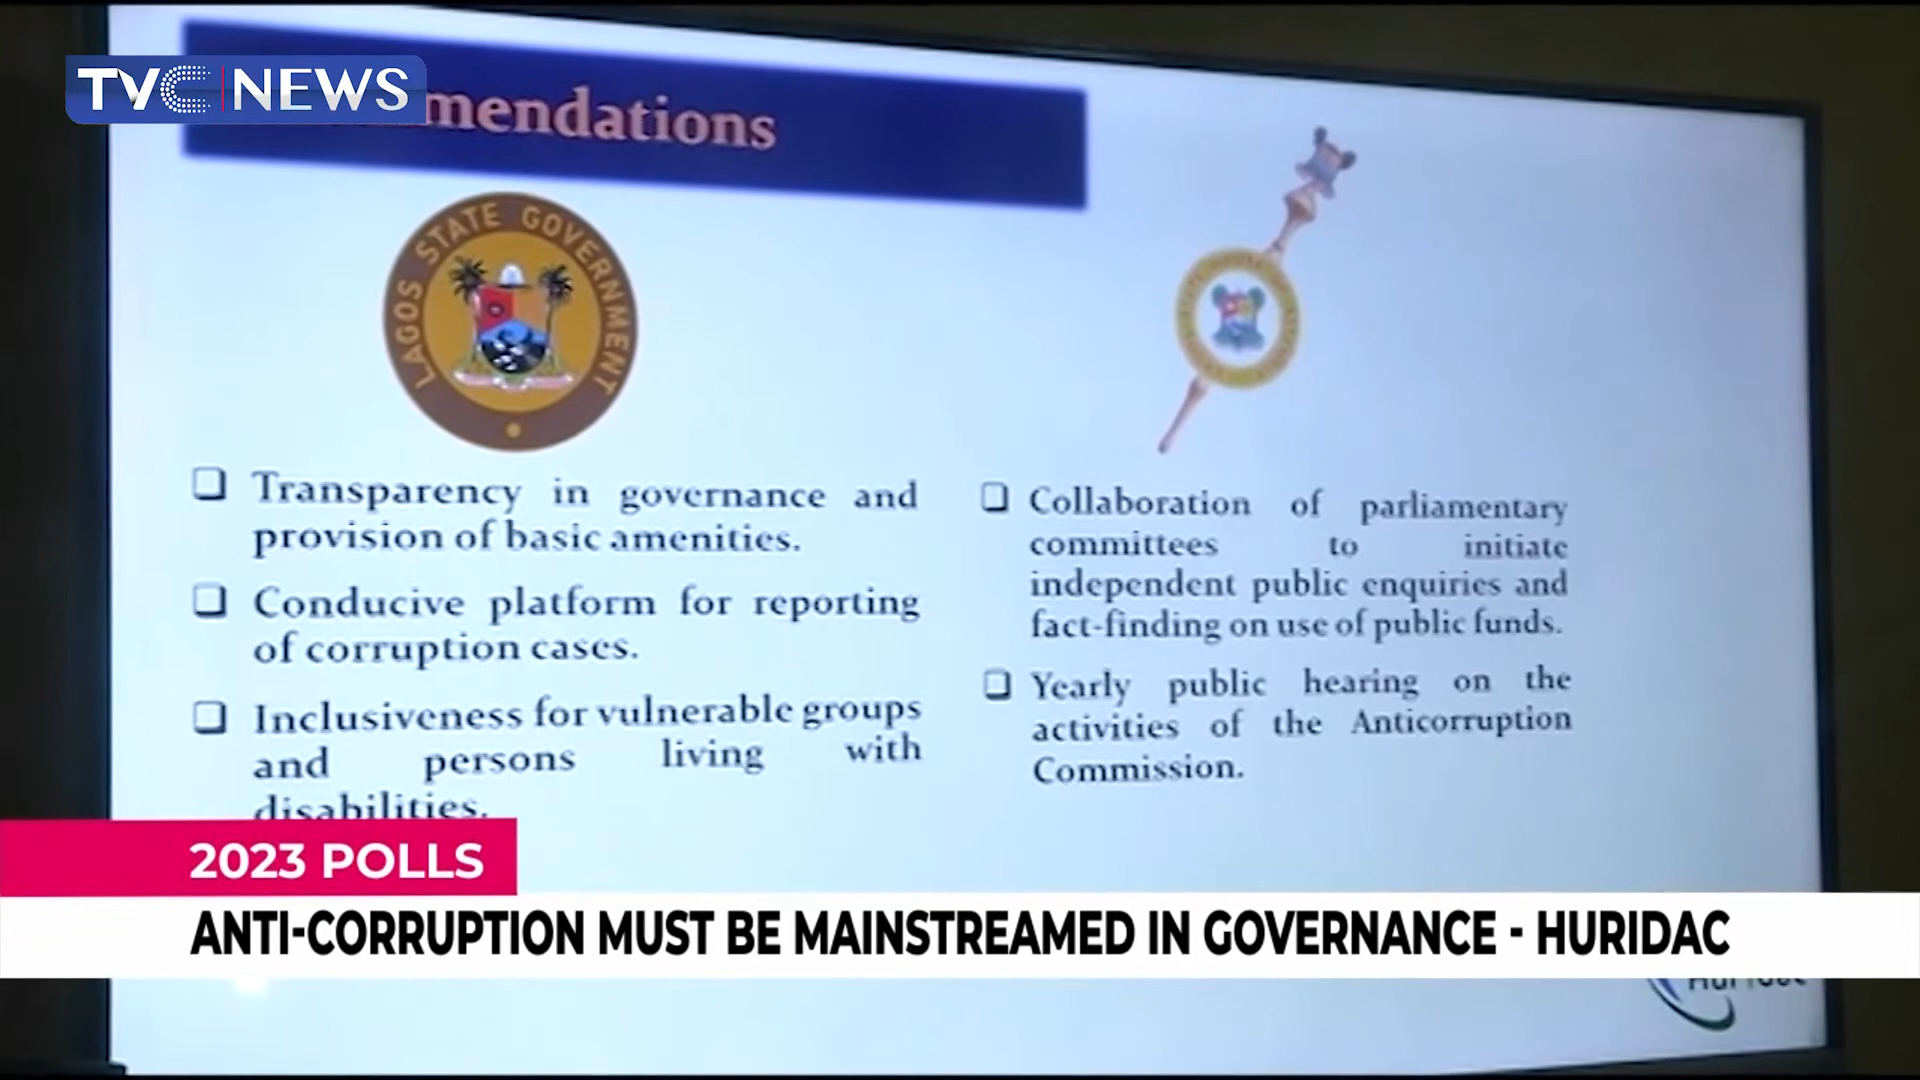 TVC NEWS
mmendations
LAGOS STATE GOVERNMENT
❑ Transparency in governance and
provision of basic amenities.
❑ Conducive platform for reporting
of corruption cases.
❑ Inclusiveness for vulnerable groups
and persons living with
disabilities.
❑ Collaboration of parliamentary
committees to initiate
independent public enquiries and
fact-finding on use of public funds.
❑ Yearly public hearing on the
activities of the Anticorruption
Commission.
2023 POLLS
ANTI-CORRUPTION MUST BE MAINSTREAMED IN GOVERNANCE - HURIDAC